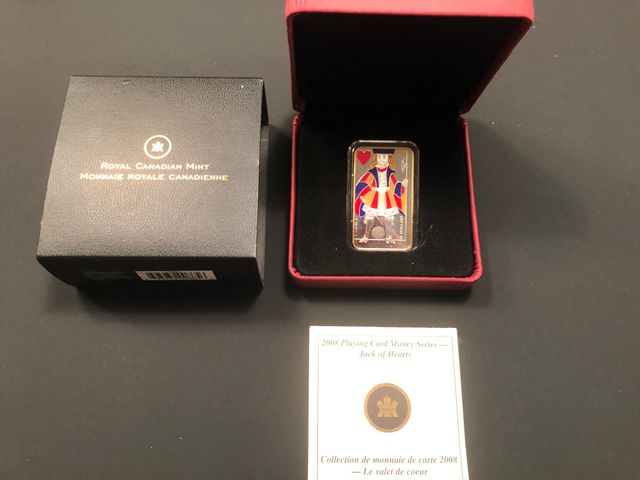 ROYAL CANADIAN MINT
MONNAIE ROYALE CANADIENNE
2008 Playing Card Money Series —
Jack of Hearts
Collection de monnaie de carte 2008
— Le valet de coeur